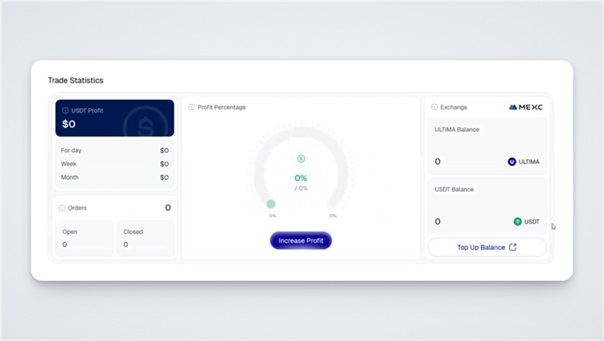 Trade Statistics
USDT Profit
$0
For day $0
Week $0
Month $0
Orders 0
Open
0
Closed
0
Profit Percentage
0%
/ 0%
0% 0%
Increase Profit
Exchange MEXC
ULTIMA Balance
0 ULTIMA
USDT Balance
0 USDT
Top Up Balance